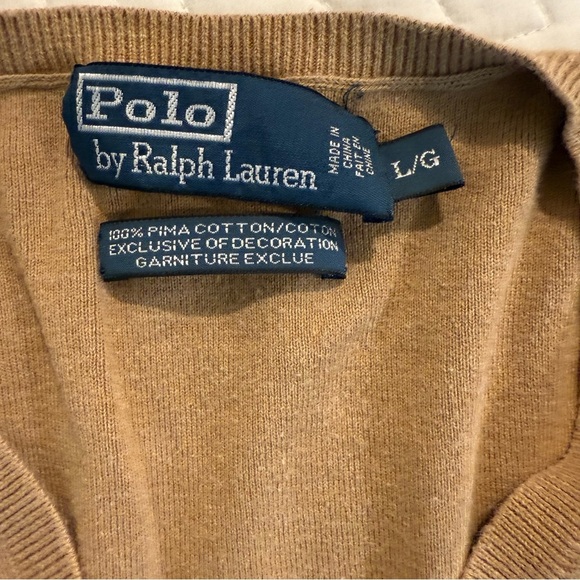 Polo
by Ralph Lauren
MADE IN
CHINA
FAIT EN
CHINE
L/G
100% PIMA COTTON/COTON
EXCLUSIVE OF DECORATION
GARNITURE EXCLUE